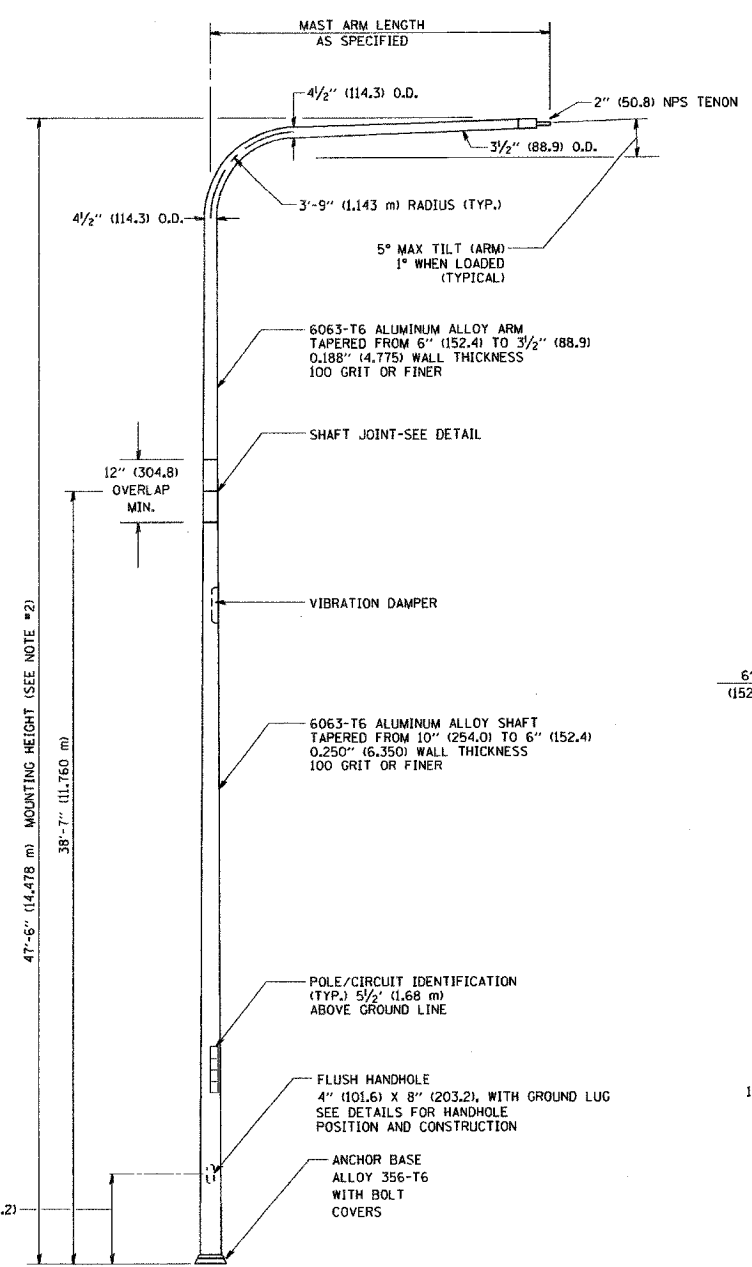 MAST ARM LENGTH
AS SPECIFIED
4½" (114.3) O.D.
2" (50.8) NPS TENON
3½" (88.9) O.D.
3'-9" (1.143 m) RADIUS (TYP.)
4½" (114.3) O.D.
5° MAX TILT (ARM)
1° WHEN LOADED
(TYPICAL)
6063-T6 ALUMINUM ALLOY ARM
TAPERED FROM 6" (152.4) TO 3½" (88.9)
0.188" (4.775) WALL THICKNESS
100 GRIT OR FINER
SHAFT JOINT-SEE DETAIL
12" (304.8)
OVERLAP
MIN.
VIBRATION DAMPER
47'-6" (14.478 m) MOUNTING HEIGHT (SEE NOTE #2)
38'-7" (11.760 m)
6063-T6 ALUMINUM ALLOY SHAFT
TAPERED FROM 10" (254.0) TO 6" (152.4)
0.250" (6.350) WALL THICKNESS
100 GRIT OR FINER
POLE/CIRCUIT IDENTIFICATION
(TYP.) 5½' (1.68 m)
ABOVE GROUND LINE
FLUSH HANDHOLE
4" (101.6) X 8" (203.2), WITH GROUND LUG
SEE DETAILS FOR HANDHOLE
POSITION AND CONSTRUCTION
ANCHOR BASE
ALLOY 356-T6
WITH BOLT
COVERS
.2)
6"
(152
1